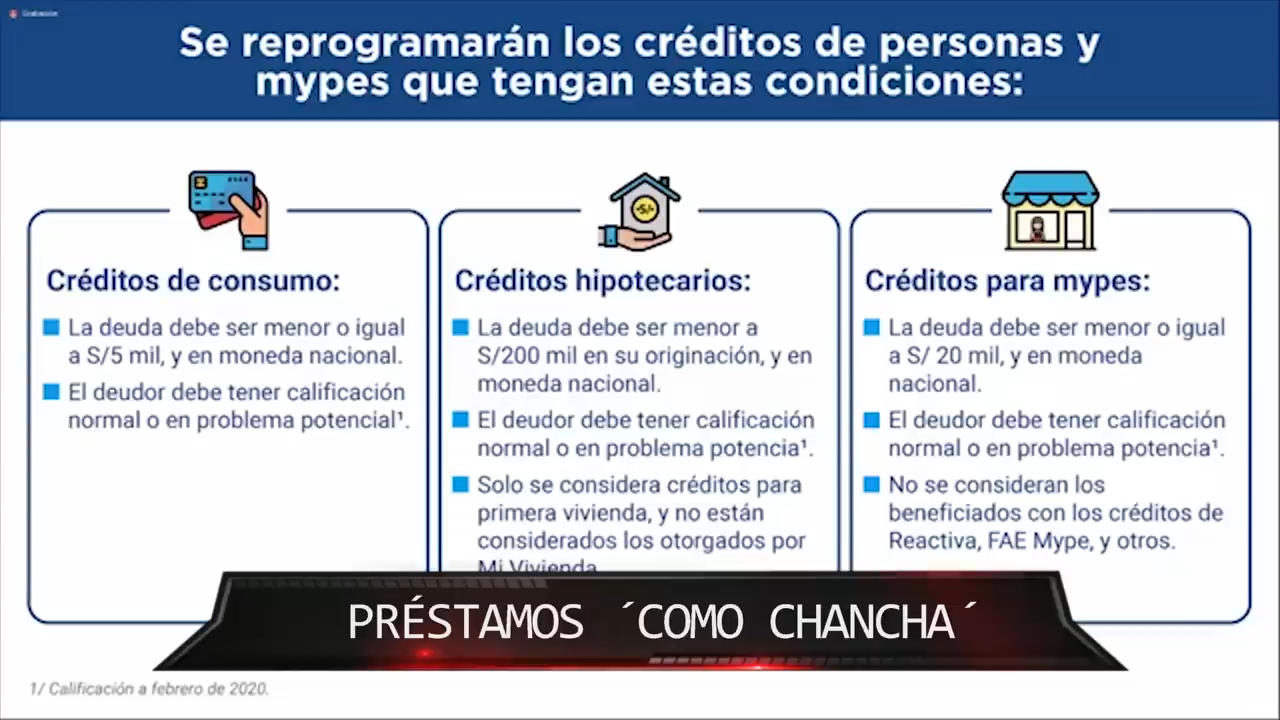 Grabación
Se reprogramarán los créditos de personas y
mypes que tengan estas condiciones:
Créditos de consumo:
La deuda debe ser menor o igual
a S/5 mil, y en moneda nacional.
El deudor debe tener calificación
normal o en problema potencial¹.
Créditos hipotecarios:
La deuda debe ser menor a
S/200 mil en su originación, y en
moneda nacional.
El deudor debe tener calificación
normal o en problema potencia¹.
Solo se considera créditos para
primera vivienda, y no están
considerados los otorgados por
Mi Vivienda
Créditos para mypes:
La deuda debe ser menor o igual
a S/ 20 mil, y en moneda
nacional.
El deudor debe tener calificación
normal o en problema potencia¹.
No se consideran los
beneficiados con los créditos de
Reactiva, FAE Mype, y otros.
PRÉSTAMOS ´COMO CHANCHA´
1/ Calificación a febrero de 2020.